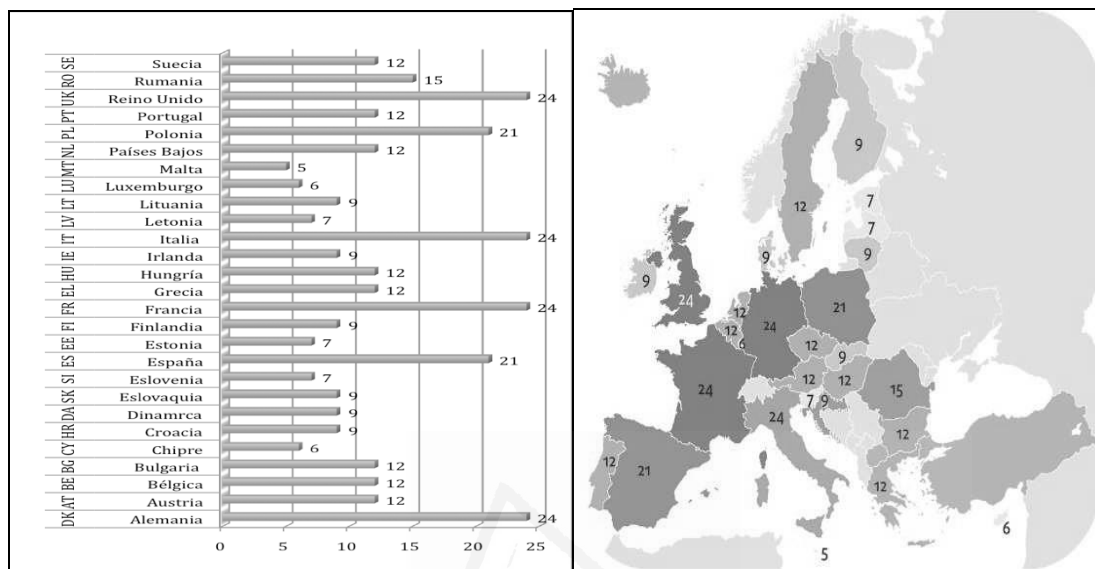 SE Suecia 12
RO Rumania 15
UK Reino Unido 24
PT Portugal 12
PL Polonia 21
NL Países Bajos 12
MT Malta 5
LU Luxemburgo 6
LT Lituania 9
LV Letonia 7
IT Italia 24
IE Irlanda 9
HU Hungría 12
EL Grecia 12
FR Francia 24
FI Finlandia 9
EE Estonia 7
ES España 21
SI Eslovenia 7
SK Eslovaquia 9
DA Dinamrca 9
HR Croacia 9
CY Chipre 6
BG Bulgaria 12
BE Bélgica 12
AT Austria 12
DK Alemania 24
0 5 10 15 20 25
9
12
7
7
9
9
9
24
12
12
6
24
21
12
9
12
12
15
24
7
9
24
12
12
21
12
6
5